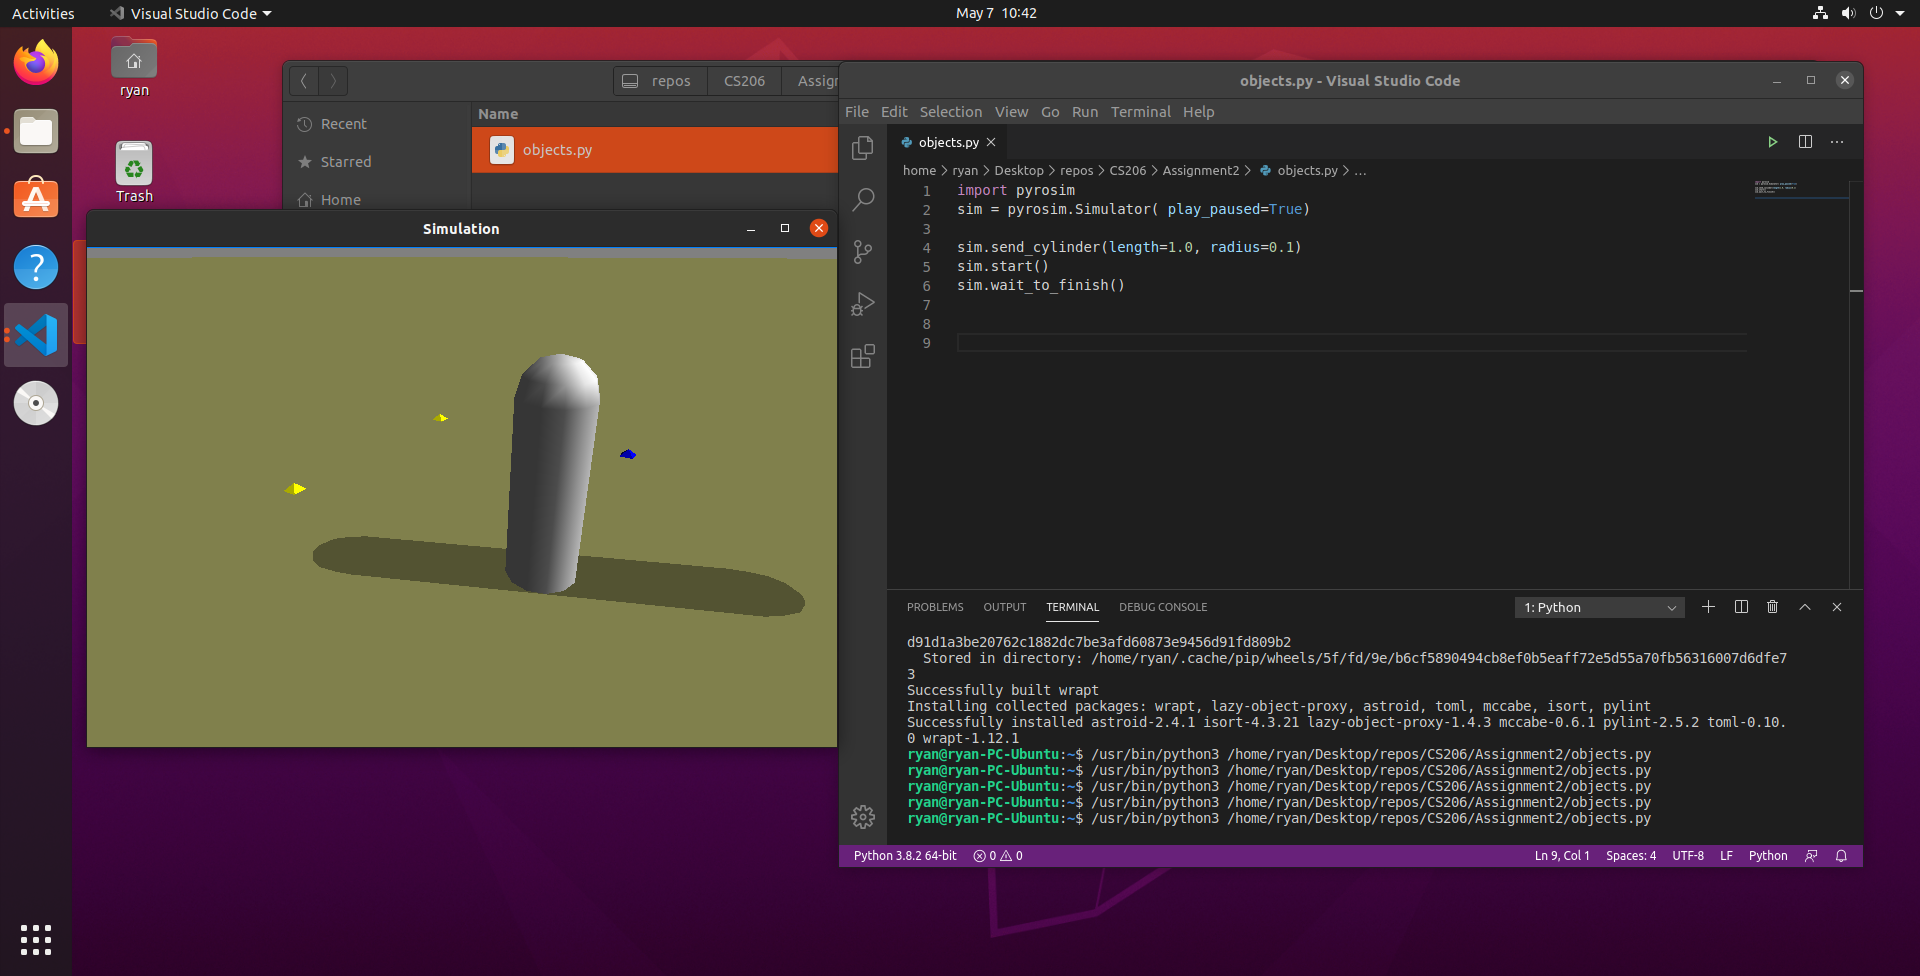 Activities
Visual Studio Code
May 7 10:42
ryan
Trash
repos
CS206
Assign
Recent
Starred
Home
Name
objects.py
Simulation
objects.py - Visual Studio Code
File Edit Selection View Go Run Terminal Help
objects.py
home > ryan > Desktop > repos > CS206 > Assignment2 > objects.py > ...
1 import pyrosim
2 sim = pyrosim.Simulator( play_paused=True)
3
4 sim.send_cylinder(length=1.0, radius=0.1)
5 sim.start()
6 sim.wait_to_finish()
7
8
9
PROBLEMS OUTPUT TERMINAL DEBUG CONSOLE
1: Python
d91d1a3be20762c1882dc7be3afd60873e9456d91fd809b2
Stored in directory: /home/ryan/.cache/pip/wheels/5f/fd/9e/b6cf5890494cb8ef0b5eaff72e5d55a70fb56316007d6dfe7
3
Successfully built wrapt
Installing collected packages: wrapt, lazy-object-proxy, astroid, toml, mccabe, isort, pylint
Successfully installed astroid-2.4.1 isort-4.3.21 lazy-object-proxy-1.4.3 mccabe-0.6.1 pylint-2.5.2 toml-0.10.
0 wrapt-1.12.1
ryan@ryan-PC-Ubuntu:~$ /usr/bin/python3 /home/ryan/Desktop/repos/CS206/Assignment2/objects.py
ryan@ryan-PC-Ubuntu:~$ /usr/bin/python3 /home/ryan/Desktop/repos/CS206/Assignment2/objects.py
ryan@ryan-PC-Ubuntu:~$ /usr/bin/python3 /home/ryan/Desktop/repos/CS206/Assignment2/objects.py
ryan@ryan-PC-Ubuntu:~$ /usr/bin/python3 /home/ryan/Desktop/repos/CS206/Assignment2/objects.py
ryan@ryan-PC-Ubuntu:~$ /usr/bin/python3 /home/ryan/Desktop/repos/CS206/Assignment2/objects.py
Python 3.8.2 64-bit 0 0
Ln 9, Col 1 Spaces: 4 UTF-8 LF Python